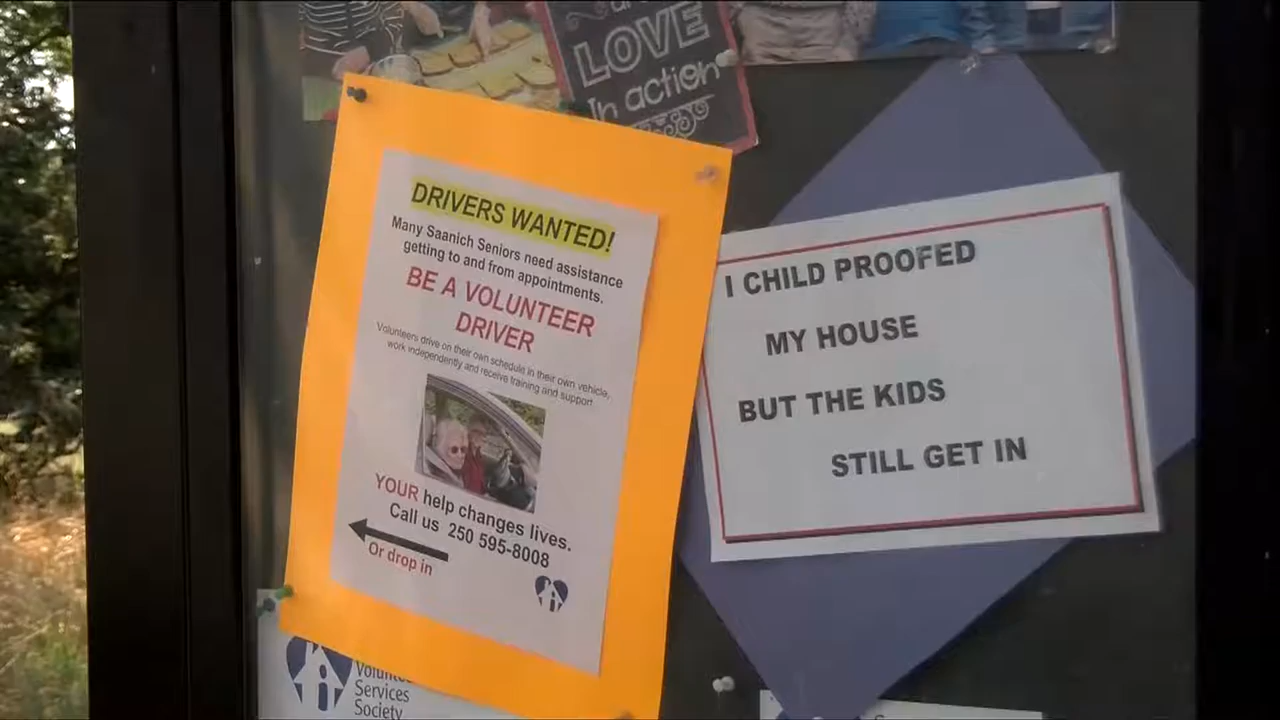 LOVE
In action
DRIVERS WANTED!
Many Saanich Seniors need assistance
getting to and from appointments.
BE A VOLUNTEER
DRIVER
Volunteers drive on their own schedule in their own vehicle,
work independently and receive training and support
YOUR help changes lives.
Call us 250 595-8008
Or drop in
Services
Society
I CHILD PROOFED
MY HOUSE
BUT THE KIDS
STILL GET IN